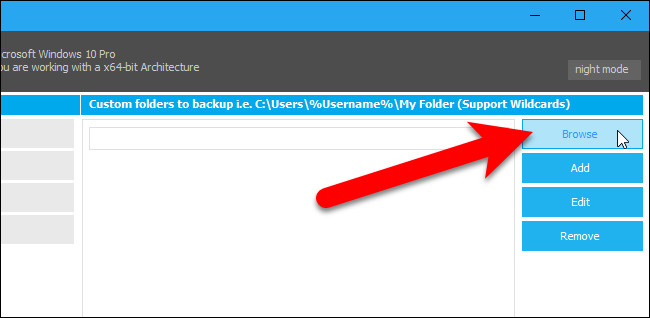 crosoft Windows 10 Pro
ou are working with a x64-bit Architecture
night mode
Custom folders to backup i.e. C:\Users\%Username%\My Folder (Support Wildcards)
Browse
Add
Edit
Remove